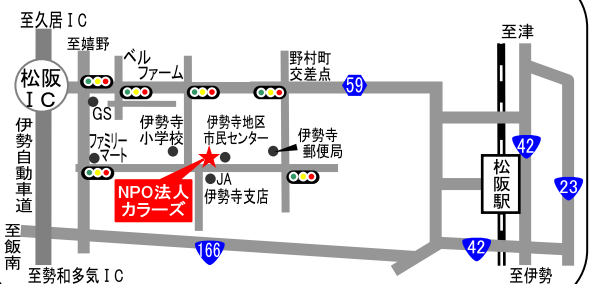 至久居IC
至嬉野
至津
ベル
ファーム
野村町
交差点
松阪
IC
59
GS
伊勢自動車道
ファミリー
マート
伊勢寺
小学校
伊勢寺地区
市民センター
伊勢寺
郵便局
42
松阪駅
23
NPO法人
カラーズ
JA
伊勢寺支店
至飯南
166
42
至勢和多気IC
至伊勢